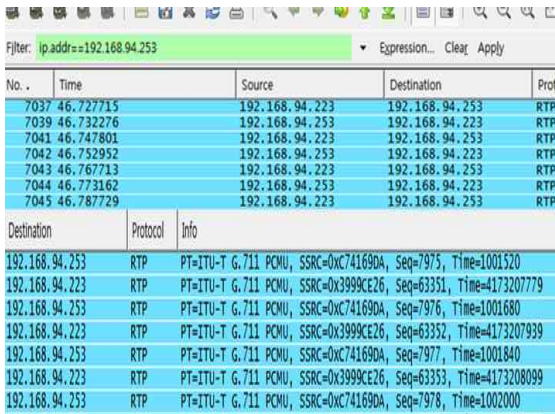 Filter: ip.addr==192.168.94.253 Expression... Clear Apply
No. . Time Source Destination Prot
7037 46.727715 192.168.94.223 192.168.94.253 RTP
7039 46.732276 192.168.94.253 192.168.94.223 RTP
7041 46.747801 192.168.94.223 192.168.94.253 RTP
7042 46.752952 192.168.94.253 192.168.94.223 RTP
7043 46.767713 192.168.94.223 192.168.94.253 RTP
7044 46.773162 192.168.94.253 192.168.94.223 RTP
7045 46.787729 192.168.94.223 192.168.94.253 RTP
Destination Protocol Info
192.168.94.253 RTP PT=ITU-T G.711 PCMU, SSRC=0xC74169DA, Seq=7975, Time=1001520
192.168.94.223 RTP PT=ITU-T G.711 PCMU, SSRC=0x3999CE26, Seq=63351, Time=4173207779
192.168.94.253 RTP PT=ITU-T G.711 PCMU, SSRC=0xC74169DA, Seq=7976, Time=1001680
192.168.94.223 RTP PT=ITU-T G.711 PCMU, SSRC=0x3999CE26, Seq=63352, Time=4173207939
192.168.94.253 RTP PT=ITU-T G.711 PCMU, SSRC=0xC74169DA, Seq=7977, Time=1001840
192.168.94.223 RTP PT=ITU-T G.711 PCMU, SSRC=0x3999CE26, Seq=63353, Time=4173208099
192.168.94.253 RTP PT=ITU-T G.711 PCMU, SSRC=0xC74169DA, Seq=7978, Time=1002000